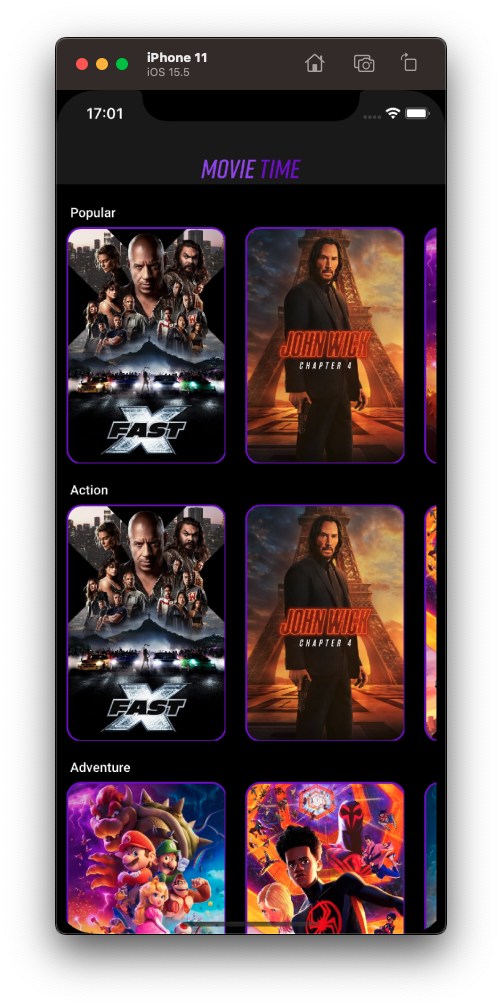 iPhone 11
iOS 15.5
17:01
MOVIE TIME
Popular
FAST
X
JOHN WICK
CHAPTER 4
Action
FAST
X
JOHN WICK
CHAPTER 4
Adventure